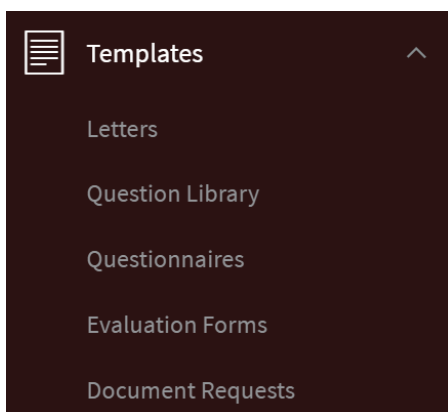 Templates
Letters
Question Library
Questionnaires
Evaluation Forms
Document Requests